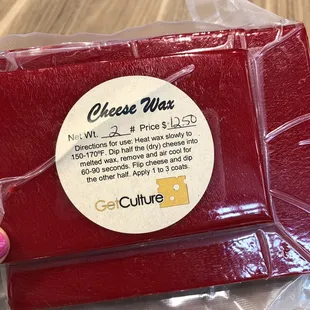 Cheese Wax
Net Wt. 2 # Price $ 12.50
Directions for use: Heat wax slowly to
150-170ºF. Dip half the (dry) cheese into
melted wax, remove and air cool for
60-90 seconds. Flip cheese and dip
the other half. Apply 1 to 3 coats.
GetCulture